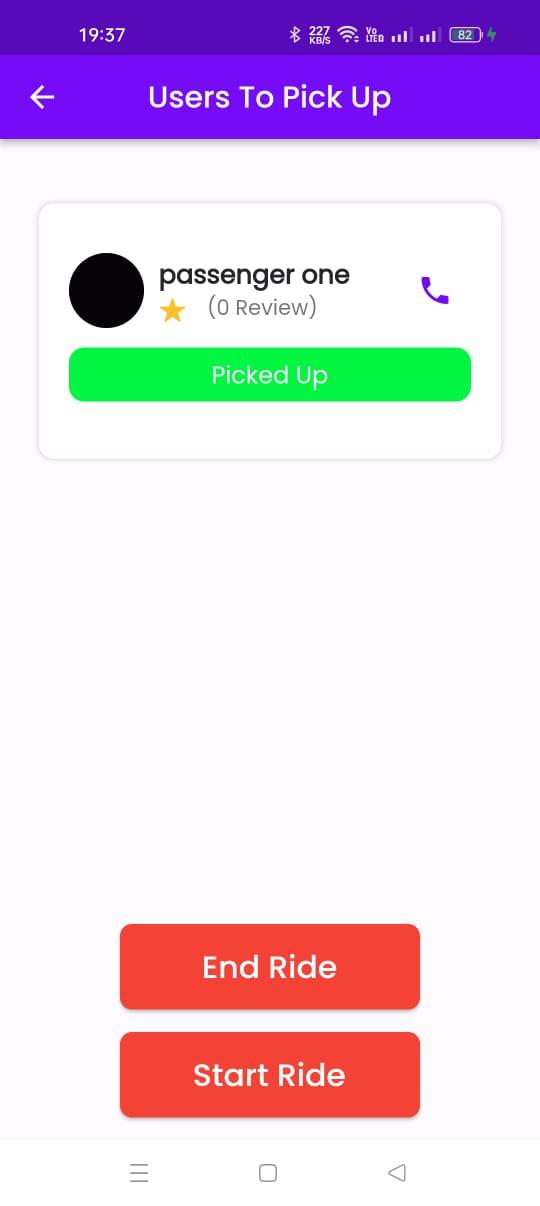 19:37
227 KB/S
Vo LTED
82
Users To Pick Up
passenger one
(0 Review)
Picked Up
End Ride
Start Ride